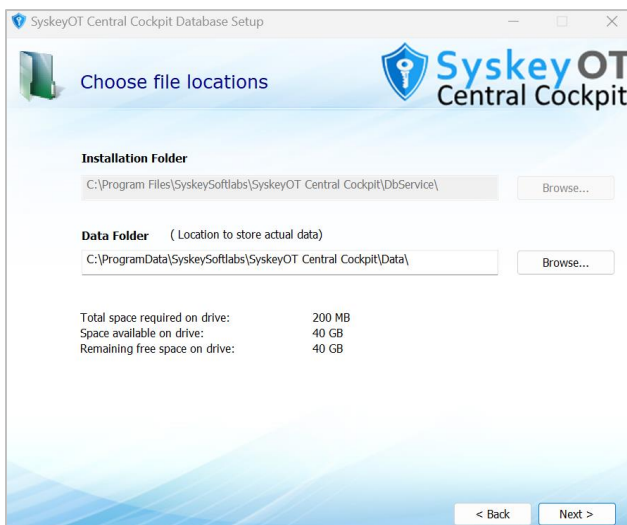 SyskeyOT Central Cockpit Database Setup
Choose file locations
Syskey OT
Central Cockpit
Installation Folder
C:\Program Files\SyskeySoftlabs\SyskeyOT Central Cockpit\DbService\
Browse...
Data Folder ( Location to store actual data)
C:\ProgramData\SyskeySoftlabs\SyskeyOT Central Cockpit\Data\
Browse...
Total space required on drive: 200 MB
Space available on drive: 40 GB
Remaining free space on drive: 40 GB
< Back Next >